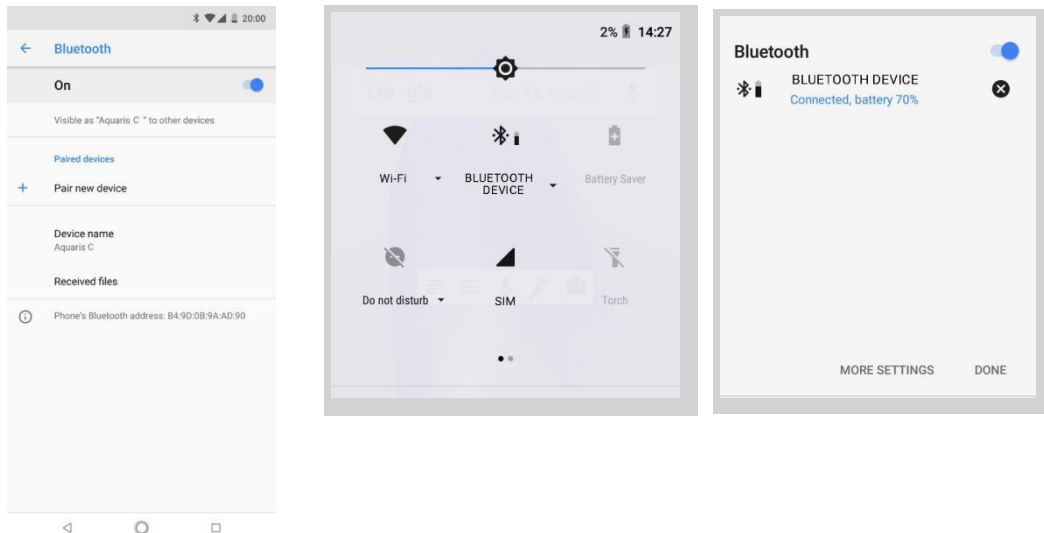 20:00
Bluetooth
On
Visible as "Aquaris C " to other devices
Paired devices
Pair new device
Device name
Aquaris C
Received files
Phone's Bluetooth address: B4:9D:0B:9A:AD:90
2% 14:27
Google
Wi-Fi
BLUETOOTH
DEVICE
Battery Saver
Do not disturb
SIM
Torch
Bluetooth
BLUETOOTH DEVICE
Connected, battery 70%
MORE SETTINGS DONE